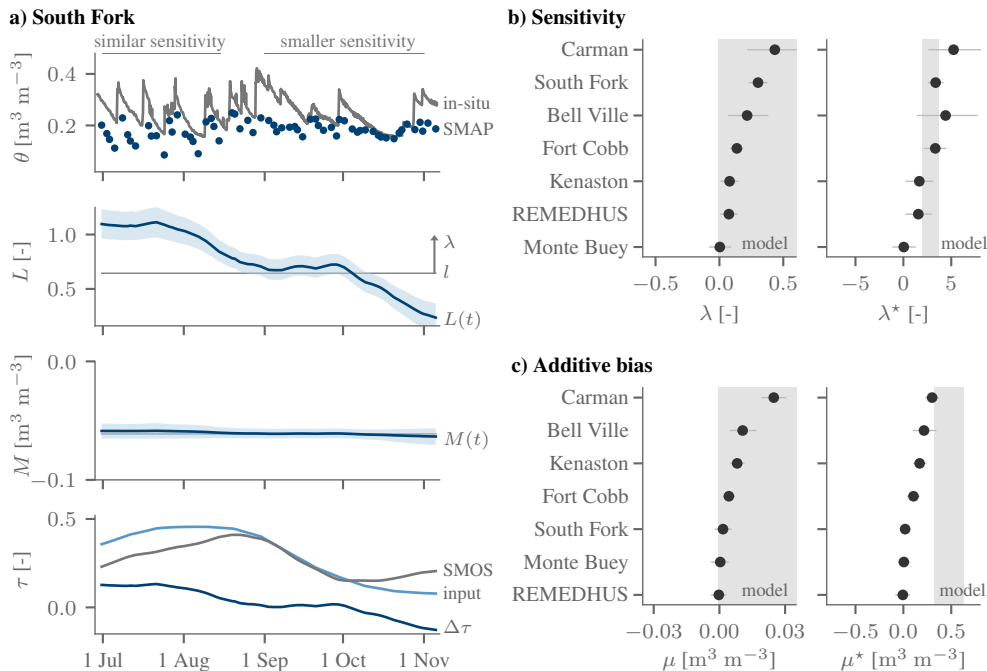 a) South Fork
similar sensitivity
smaller sensitivity
θ [m³ m⁻³]
0.4
0.2
in-situ
SMAP
L [-]
1.0
0.5
λ
l
L(t)
M [m³ m⁻³]
0.0
−0.1
M(t)
τ [-]
0.5
0.0
SMOS
input
Δτ
1 Jul
1 Aug
1 Sep
1 Oct
1 Nov
b) Sensitivity
Carman
South Fork
Bell Ville
Fort Cobb
Kenaston
REMEDHUS
Monte Buey
model
model
−0.5
0.0
0.5
λ [-]
−5
0
5
λ* [-]
c) Additive bias
Carman
Bell Ville
Kenaston
Fort Cobb
South Fork
Monte Buey
REMEDHUS
model
model
−0.03
0.00
0.03
μ [m³ m−3]
0.0
0.5
μ* [m³ m−3]